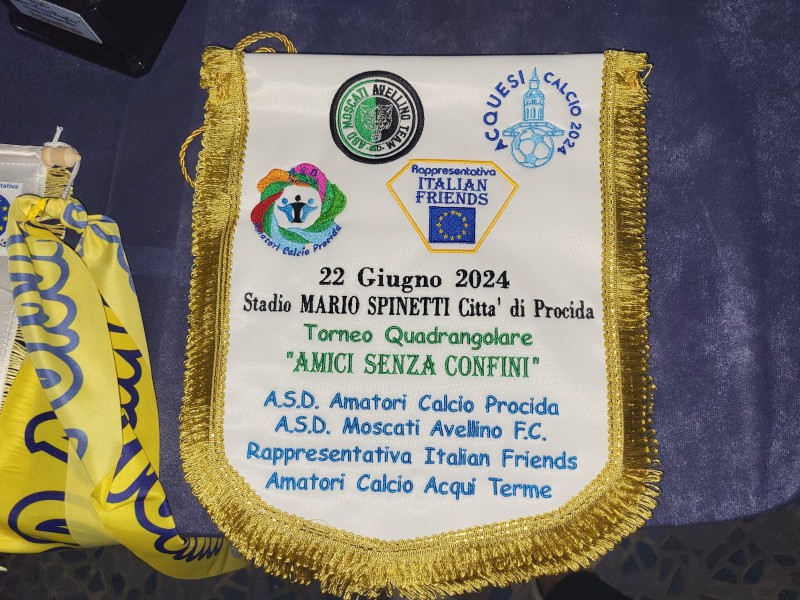 ASD MOSCATI AVELLINO TEAM
ACQUESI CALCIO 2024
Amatori Calcio Procida
Rappresentativa
ITALIAN
FRIENDS
22 Giugno 2024
Stadio MARIO SPINETTI Citta' di Procida
Torneo Quadrangolare
"AMICI SENZA CONFINI"
A.S.D. Amatori Calcio Procida
A.S.D. Moscati Avellino F.C.
Rappresentativa Italian Friends
Amatori Calcio Acqui Terme